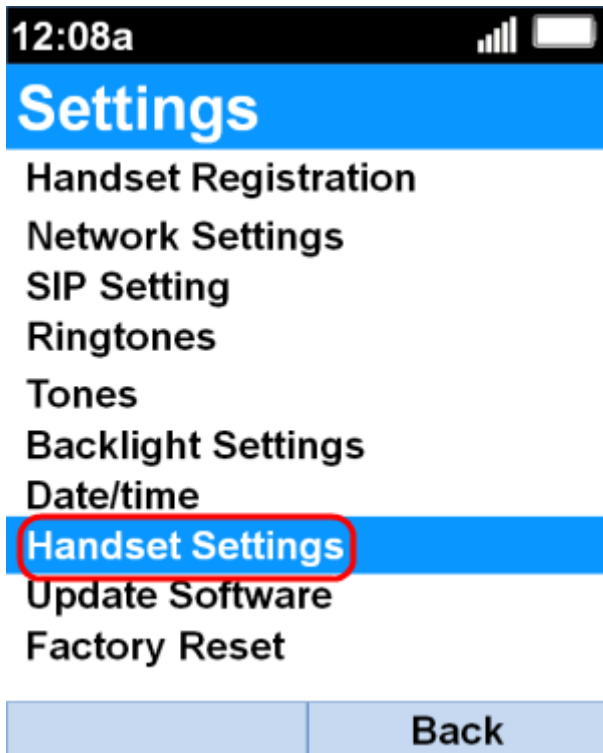 12:08a
Settings
Handset Registration
Network Settings
SIP Setting
Ringtones
Tones
Backlight Settings
Date/time
Handset Settings
Update Software
Factory Reset
Back